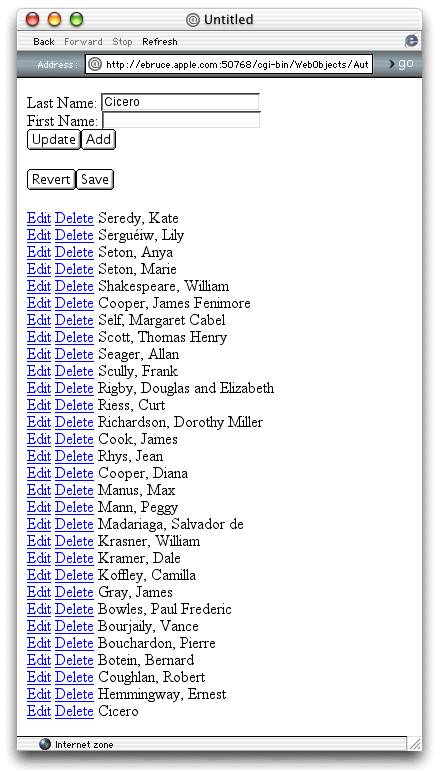 @ Untitled
Back Forward Stop Refresh
Address: @ http://ebruce.apple.com:50768/cgi-bin/WebObjects/Aut go
Last Name: Cicero
First Name:
Update Add
Revert Save
Edit Delete Seredy, Kate
Edit Delete Serguéiw, Lily
Edit Delete Seton, Anya
Edit Delete Seton, Marie
Edit Delete Shakespeare, William
Edit Delete Cooper, James Fenimore
Edit Delete Self, Margaret Cabel
Edit Delete Scott, Thomas Henry
Edit Delete Seager, Allan
Edit Delete Scully, Frank
Edit Delete Rigby, Douglas and Elizabeth
Edit Delete Riess, Curt
Edit Delete Richardson, Dorothy Miller
Edit Delete Cook, James
Edit Delete Rhys, Jean
Edit Delete Cooper, Diana
Edit Delete Manus, Max
Edit Delete Mann, Peggy
Edit Delete Madariaga, Salvador de
Edit Delete Krasner, William
Edit Delete Kramer, Dale
Edit Delete Koffley, Camilla
Edit Delete Gray, James
Edit Delete Bowles, Paul Frederic
Edit Delete Bourjaily, Vance
Edit Delete Bouchardon, Pierre
Edit Delete Botein, Bernard
Edit Delete Coughlan, Robert
Edit Delete Hemmingway, Ernest
Edit Delete Cicero
Internet zone